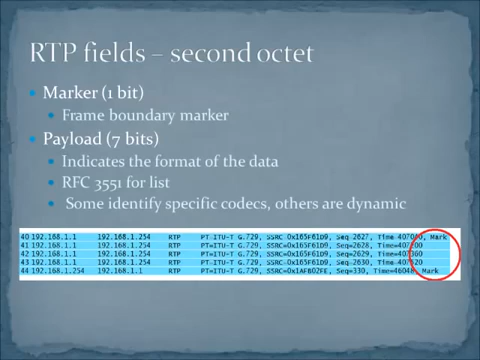 RTP fields – second octet
Marker (1 bit)
Frame boundary marker
Payload (7 bits)
Indicates the format of the data
RFC 3551 for list
Some identify specific codecs, others are dynamic
40 192.168.1.1 192.168.1.254 RTP PT=ITU-T G.729, SSRC=0x165F61D9, Seq=2627, Time=407040, Mark
41 192.168.1.1 192.168.1.254 RTP PT=ITU-T G.729, SSRC=0x165F61D9, Seq=2628, Time=407200
42 192.168.1.1 192.168.1.254 RTP PT=ITU-T G.729, SSRC=0x165F61D9, Seq=2629, Time=407360
43 192.168.1.1 192.168.1.254 RTP PT=ITU-T G.729, SSRC=0x165F61D9, Seq=2630, Time=407520
44 192.168.1.254 192.168.1.1 RTP PT=ITU-T G.729, SSRC=0x1AFB02FE, Seq=330, Time=46048, Mark